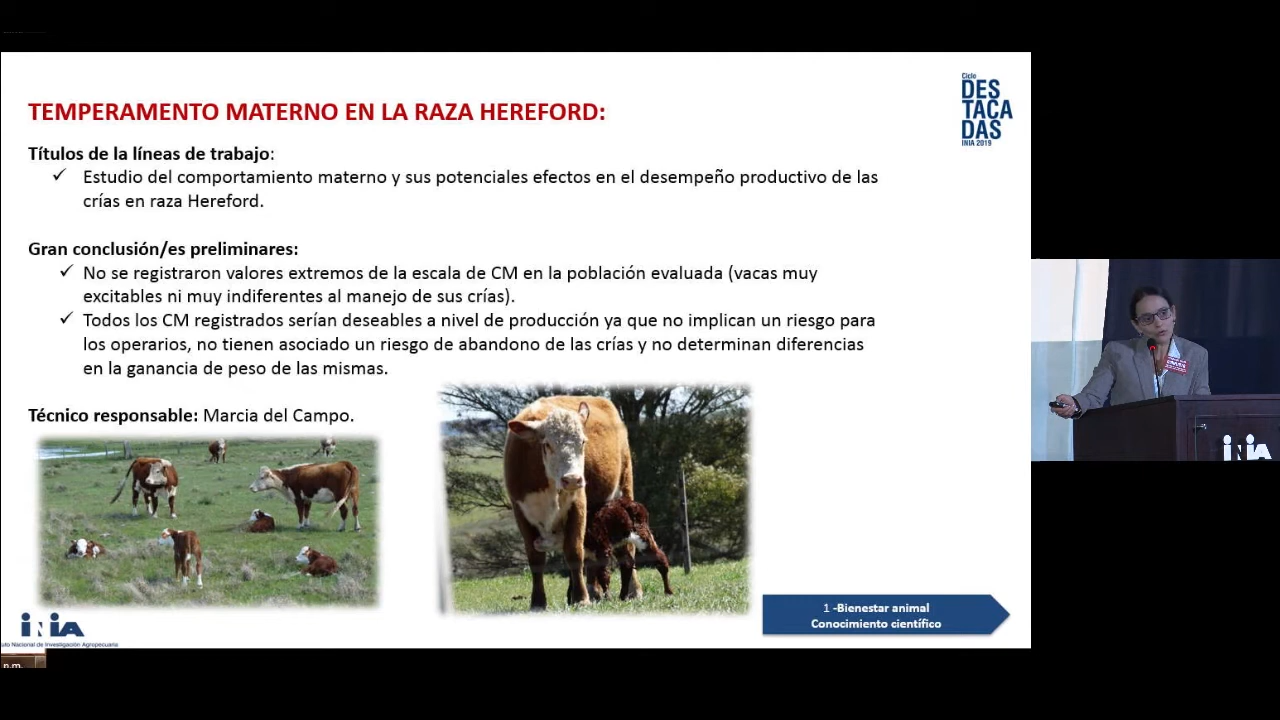 TEMPERAMENTO MATERNO EN LA RAZA HEREFORD:
Ciclo
DES
TACA
DAS
INIA 2019
Títulos de la líneas de trabajo:
✓ Estudio del comportamiento materno y sus potenciales efectos en el desempeño productivo de las
crías en raza Hereford.
Gran conclusión/es preliminares:
✓ No se registraron valores extremos de la escala de CM en la población evaluada (vacas muy
excitables ni muy indiferentes al manejo de sus crías).
✓ Todos los CM registrados serían deseables a nivel de producción ya que no implican un riesgo para
los operarios, no tienen asociado un riesgo de abandono de las crías y no determinan diferencias
en la ganancia de peso de las mismas.
Técnico responsable: Marcia del Campo.
1 -Bienestar animal
Conocimiento científico
iniA
uto Nacional de Investigación Agropecuaria
p.m.
iniA